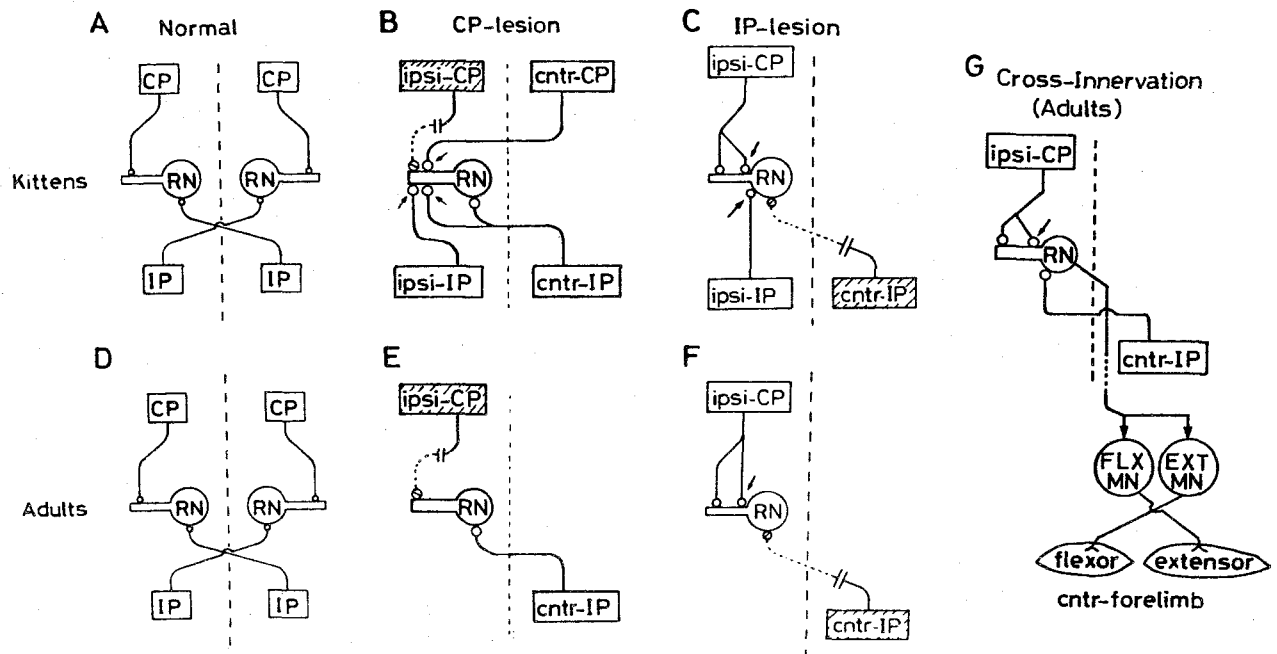 A Normal
CP
CP
Kittens
RN
RN
IP
IP
B CP-lesion
ipsi-CP
cntr-CP
RN
ipsi-IP
cntr-IP
C IP-lesion
ipsi-CP
RN
ipsi-IP
cntr-IP
D
CP
CP
Adults
RN
RN
IP
IP
E
ipsi-CP
RN
cntr-IP
F
ipsi-CP
RN
cntr-IP
G Cross-Innervation
(Adults)
ipsi-CP
RN
cntr-IP
FLX
MN
EXT
MN
flexor
extensor
cntr-forelimb